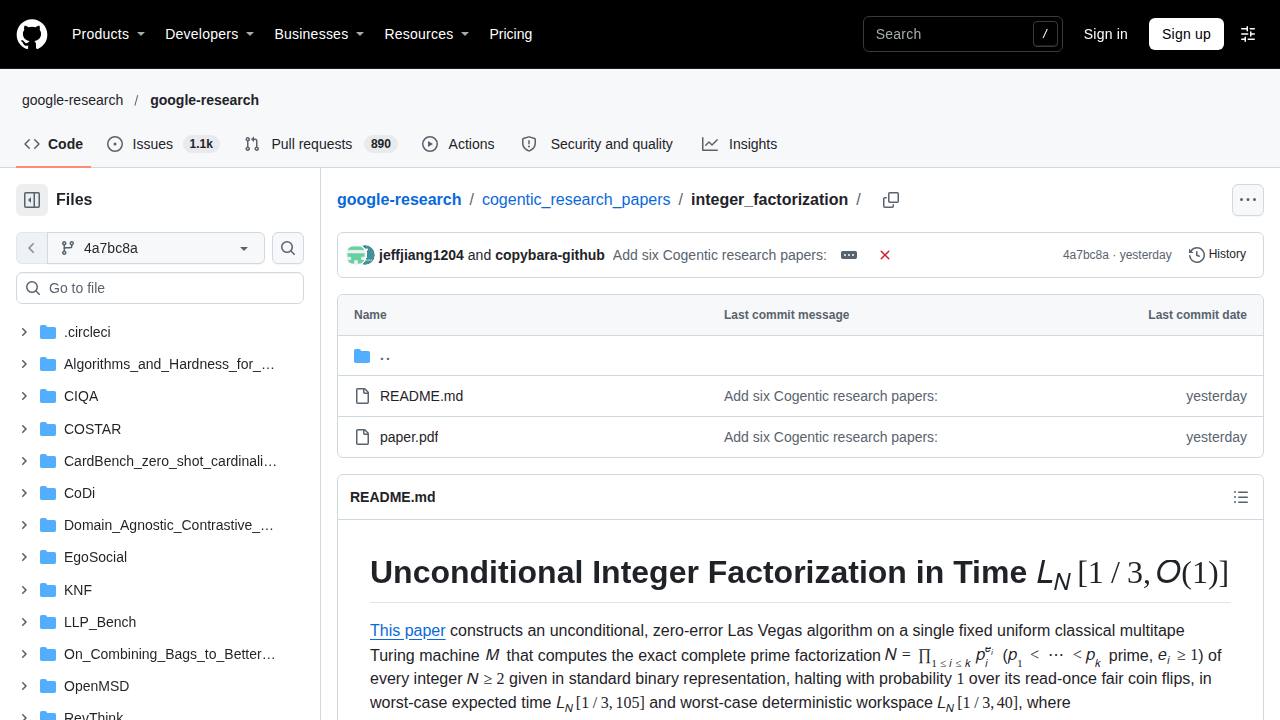 Products Developers Businesses Resources Pricing Search / Sign in Sign up
google-research / google-research
Code Issues 1.1k Pull requests 890 Actions Security and quality Insights
Files
4a7bc8a
Go to file
.circleci
Algorithms_and_Hardness_for_…
CIQA
COSTAR
CardBench_zero_shot_cardinali…
CoDi
Domain_Agnostic_Contrastive_…
EgoSocial
KNF
LLP_Bench
On_Combining_Bags_to_Better…
OpenMSD
RevThink
google-research / cogentic_research_papers / integer_factorization /
jeffjiang1204 and copybara-github Add six Cogentic research papers: 4a7bc8a · yesterday History
Name Last commit message Last commit date
..
README.md Add six Cogentic research papers: yesterday
paper.pdf Add six Cogentic research papers: yesterday
README.md
Unconditional Integer Factorization in Time L_N [1 / 3, O(1)]
This paper constructs an unconditional, zero-error Las Vegas algorithm on a single fixed uniform classical multitape
Turing machine M that computes the exact complete prime factorization N = ∏_{1 ≤ i ≤ k} p_i^{e_i} (p_1 < ⋯ < p_k prime, e_i ≥ 1) of
every integer N ≥ 2 given in standard binary representation, halting with probability 1 over its read-once fair coin flips, in
worst-case expected time L_N [1 / 3, 105] and worst-case deterministic workspace L_N [1 / 3, 40], where